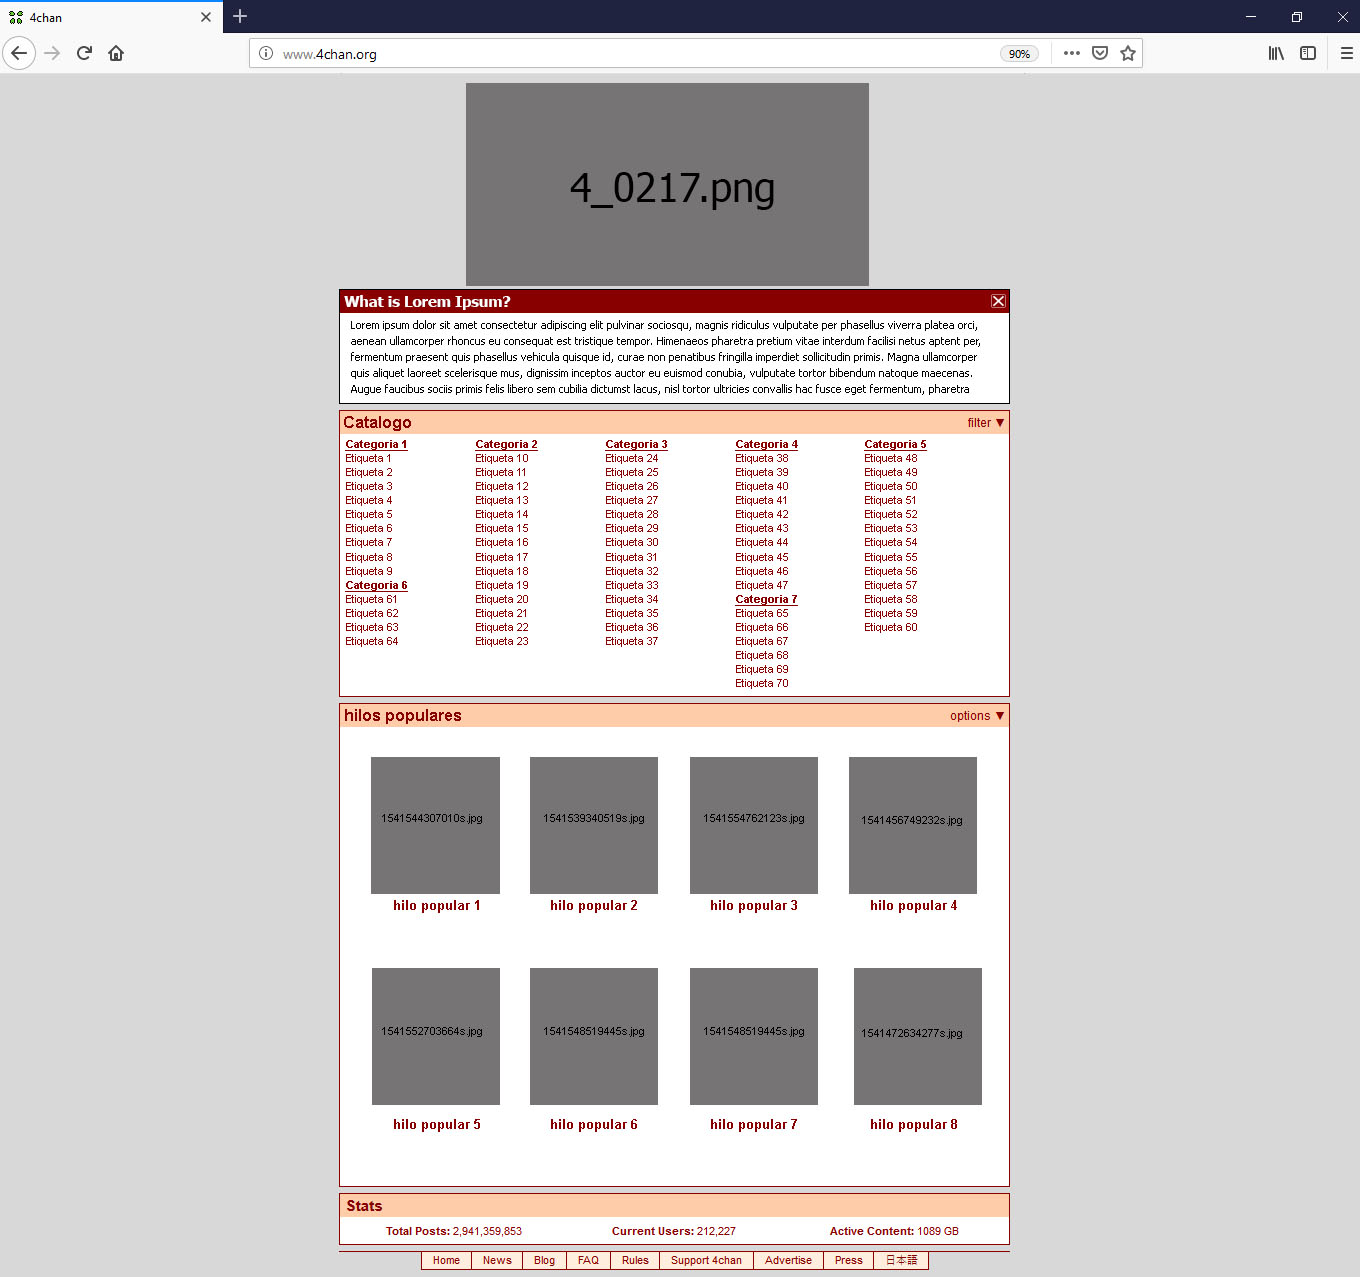 4chan
www.4chan.org
90%
4_0217.png
What is Lorem Ipsum?
Lorem ipsum dolor sit amet consectetur adipiscing elit pulvinar sociosqu, magnis ridiculus vulputate per phasellus viverra platea orci,
aenean ullamcorper rhoncus eu consequat est tristique tempor. Himenaeos pharetra pretium vitae interdum facilisi netus aptent per,
fermentum praesent quis phasellus vehicula quisque id, curae non penatibus fringilla imperdiet sollicitudin primis. Magna ullamcorper
quis aliquet laoreet scelerisque mus, dignissim inceptos auctor eu euismod conubia, vulputate tortor bibendum natoque maecenas.
Augue faucibus sociis primis felis libero sem cubilia dictumst lacus, nisl tortor ultricies convallis hac fusce eget fermentum, pharetra
Catalogo
filter ▼
Categoria 1
Etiqueta 1
Etiqueta 2
Etiqueta 3
Etiqueta 4
Etiqueta 5
Etiqueta 6
Etiqueta 7
Etiqueta 8
Etiqueta 9
Categoria 6
Etiqueta 61
Etiqueta 62
Etiqueta 63
Etiqueta 64
Categoria 2
Etiqueta 10
Etiqueta 11
Etiqueta 12
Etiqueta 13
Etiqueta 14
Etiqueta 15
Etiqueta 16
Etiqueta 17
Etiqueta 18
Etiqueta 19
Etiqueta 20
Etiqueta 21
Etiqueta 22
Etiqueta 23
Categoria 3
Etiqueta 24
Etiqueta 25
Etiqueta 26
Etiqueta 27
Etiqueta 28
Etiqueta 29
Etiqueta 30
Etiqueta 31
Etiqueta 32
Etiqueta 33
Etiqueta 34
Etiqueta 35
Etiqueta 36
Etiqueta 37
Categoria 4
Etiqueta 38
Etiqueta 39
Etiqueta 40
Etiqueta 41
Etiqueta 42
Etiqueta 43
Etiqueta 44
Etiqueta 45
Etiqueta 46
Etiqueta 47
Categoria 7
Etiqueta 65
Etiqueta 66
Etiqueta 67
Etiqueta 68
Etiqueta 69
Etiqueta 70
Categoria 5
Etiqueta 48
Etiqueta 49
Etiqueta 50
Etiqueta 51
Etiqueta 52
Etiqueta 53
Etiqueta 54
Etiqueta 55
Etiqueta 56
Etiqueta 57
Etiqueta 58
Etiqueta 59
Etiqueta 60
hilos populares
options ▼
1541544307010s.jpg
1541539340519s.jpg
1541554762123s.jpg
1541456749232s.jpg
hilo popular 1
hilo popular 2
hilo popular 3
hilo popular 4
1541552703664s.jpg
1541548519445s.jpg
1541548519445s.jpg
1541472634277s.jpg
hilo popular 5
hilo popular 6
hilo popular 7
hilo popular 8
Stats
Total Posts: 2,941,359,853
Current Users: 212,227
Active Content: 1089 GB
Home
News
Blog
FAQ
Rules
Support 4chan
Advertise
Press
日本語